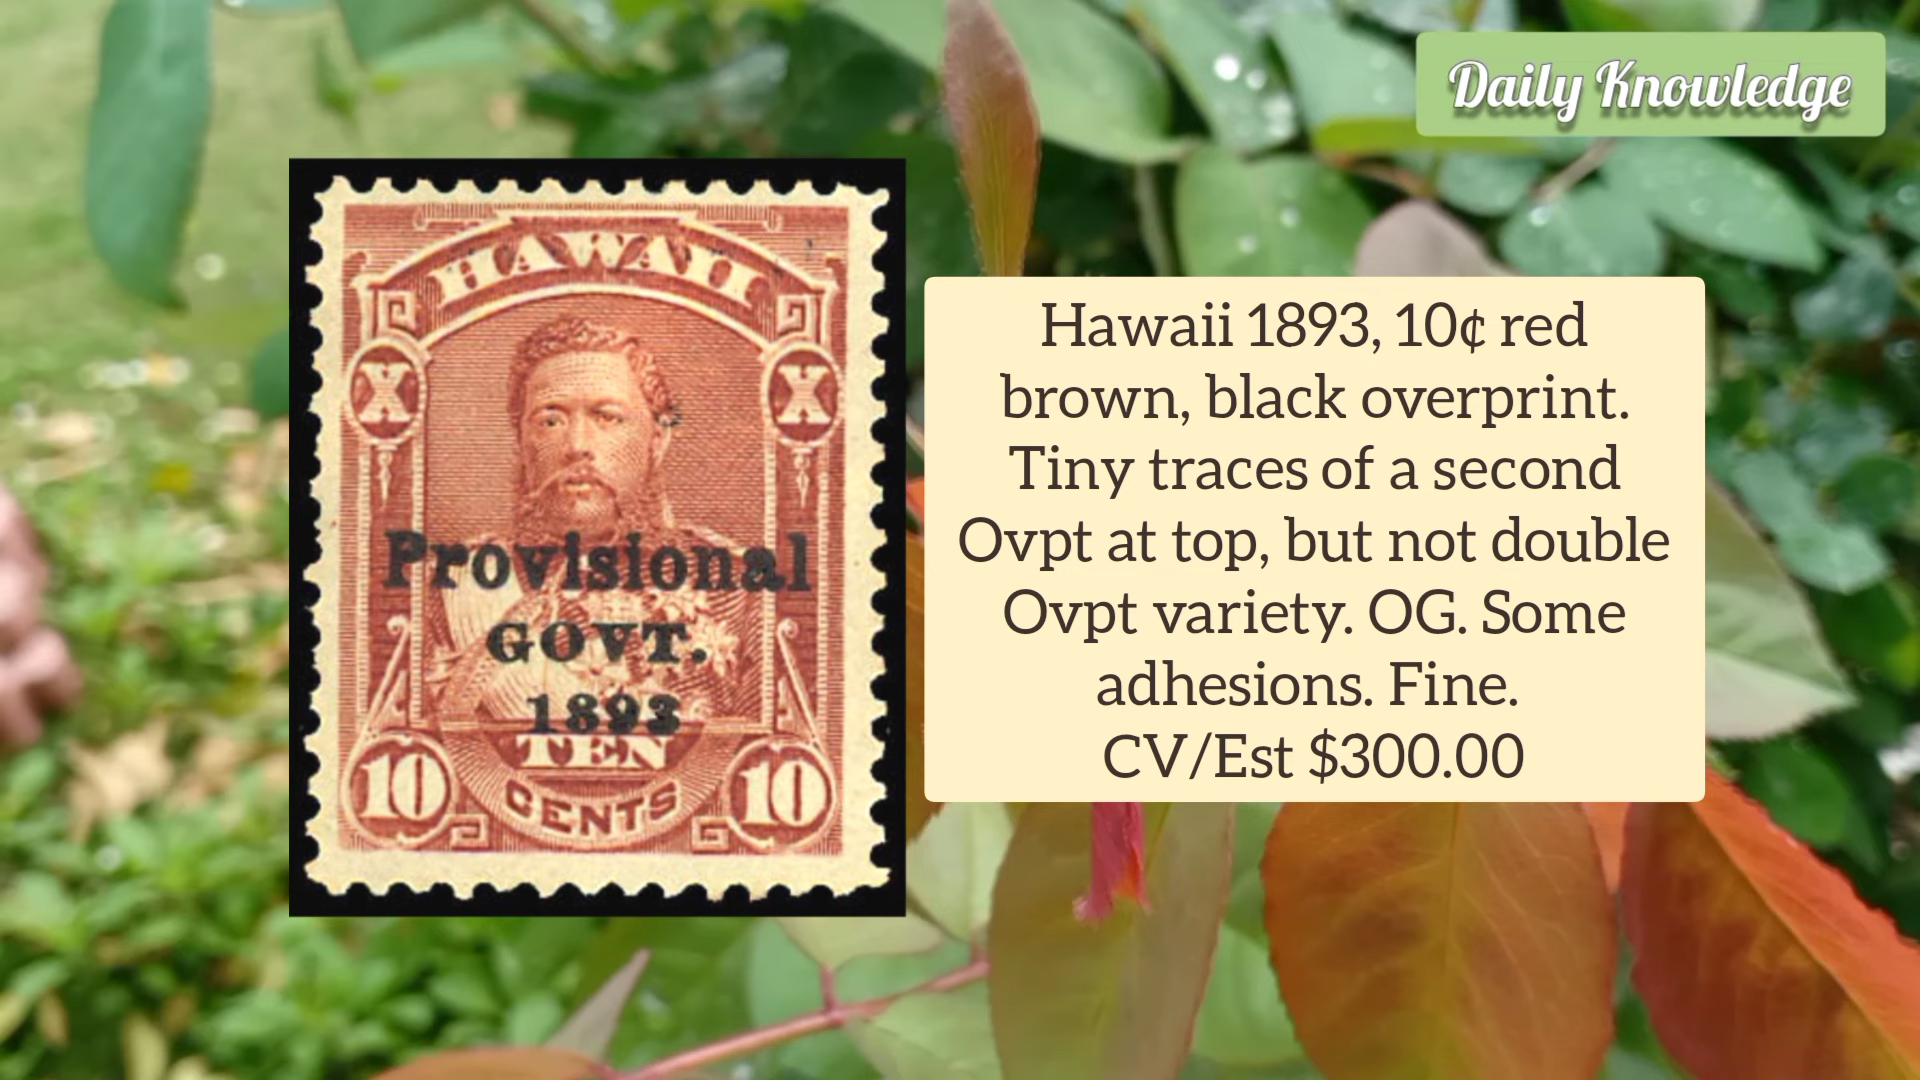 Daily Knowledge
HAWAII
X X
Provisional
GOVT.
1893
TEN
10 10
CENTS
Hawaii 1893, 10¢ red
brown, black overprint.
Tiny traces of a second
Ovpt at top, but not double
Ovpt variety. OG. Some
adhesions. Fine.
CV/Est $300.00